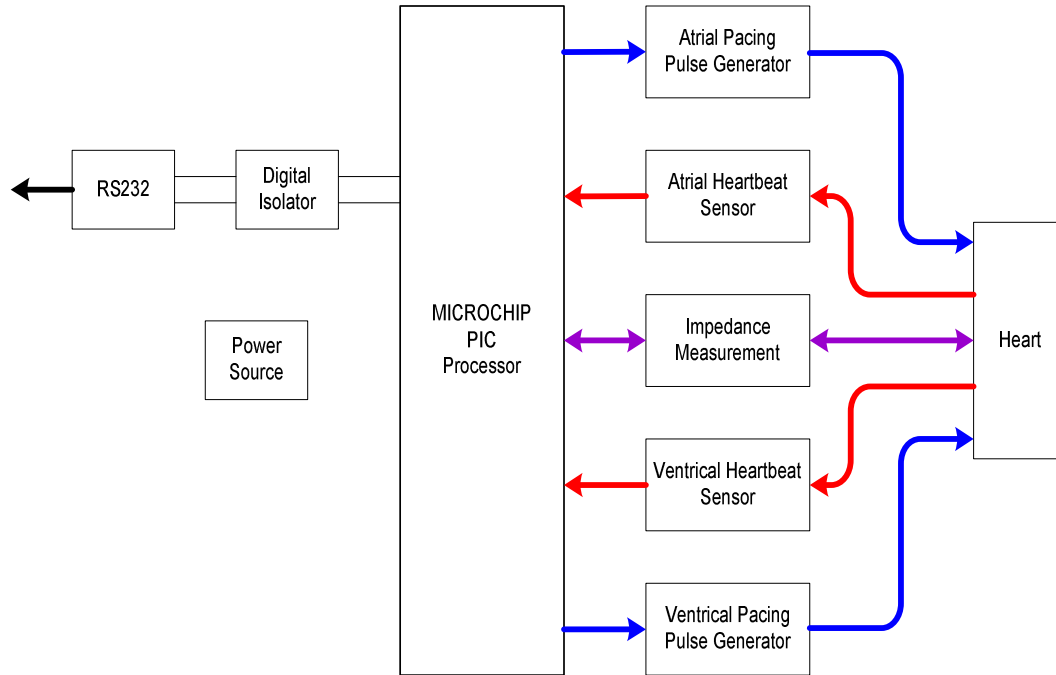 Atrial Pacing
Pulse Generator
RS232
Digital
Isolator
Atrial Heartbeat
Sensor
MICROCHIP
PIC
Processor
Power
Source
Impedance
Measurement
Heart
Ventrical Heartbeat
Sensor
Ventrical Pacing
Pulse Generator